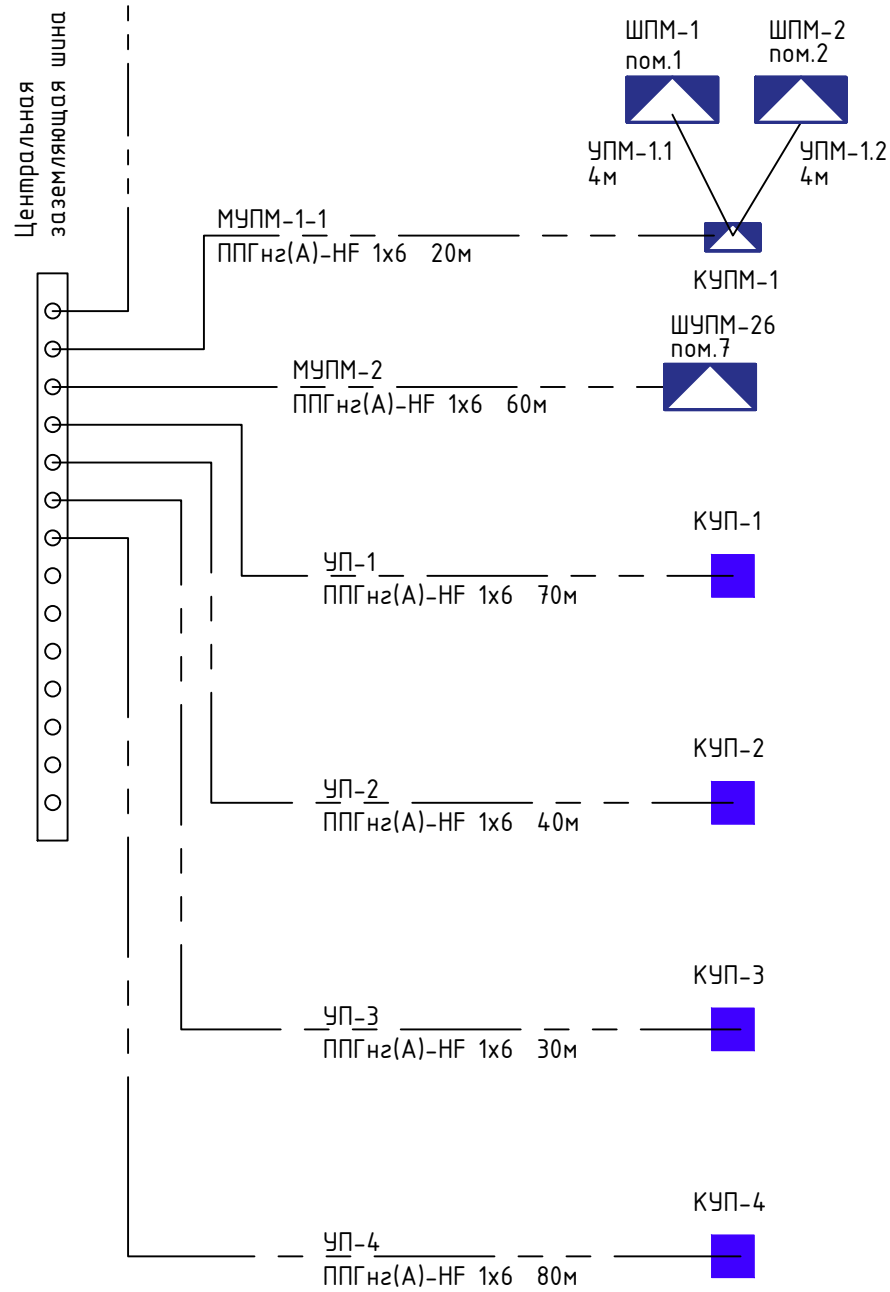 Центральная
заземляющая шина
ШПМ-1
пом.1
ШПМ-2
пом.2
УПМ-1.1
4м
УПМ-1.2
4м
МУПМ-1-1
ППГнг(А)-HF 1х6 20м
КУПМ-1
ШУПМ-26
пом.7
МУПМ-2
ППГнг(А)-HF 1х6 60м
КУП-1
УП-1
ППГнг(А)-HF 1х6 70м
КУП-2
УП-2
ППГнг(А)-HF 1х6 40м
КУП-3
УП-3
ППГнг(А)-HF 1х6 30м
КУП-4
УП-4
ППГнг(А)-HF 1х6 80м